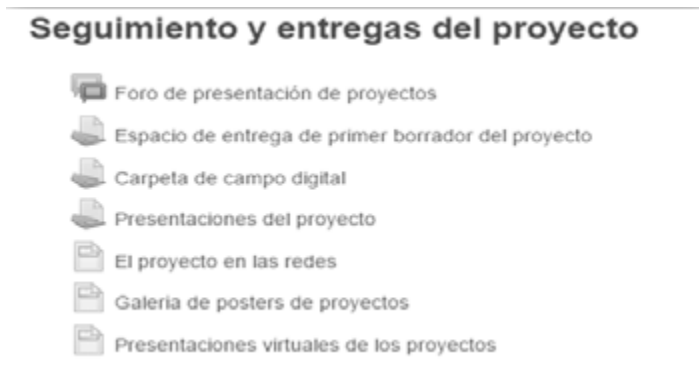 Seguimiento y entregas del proyecto
Foro de presentación de proyectos
Espacio de entrega de primer borrador del proyecto
Carpeta de campo digital
Presentaciones del proyecto
El proyecto en las redes
Galeria de posters de proyectos
Presentaciones virtuales de los proyectos